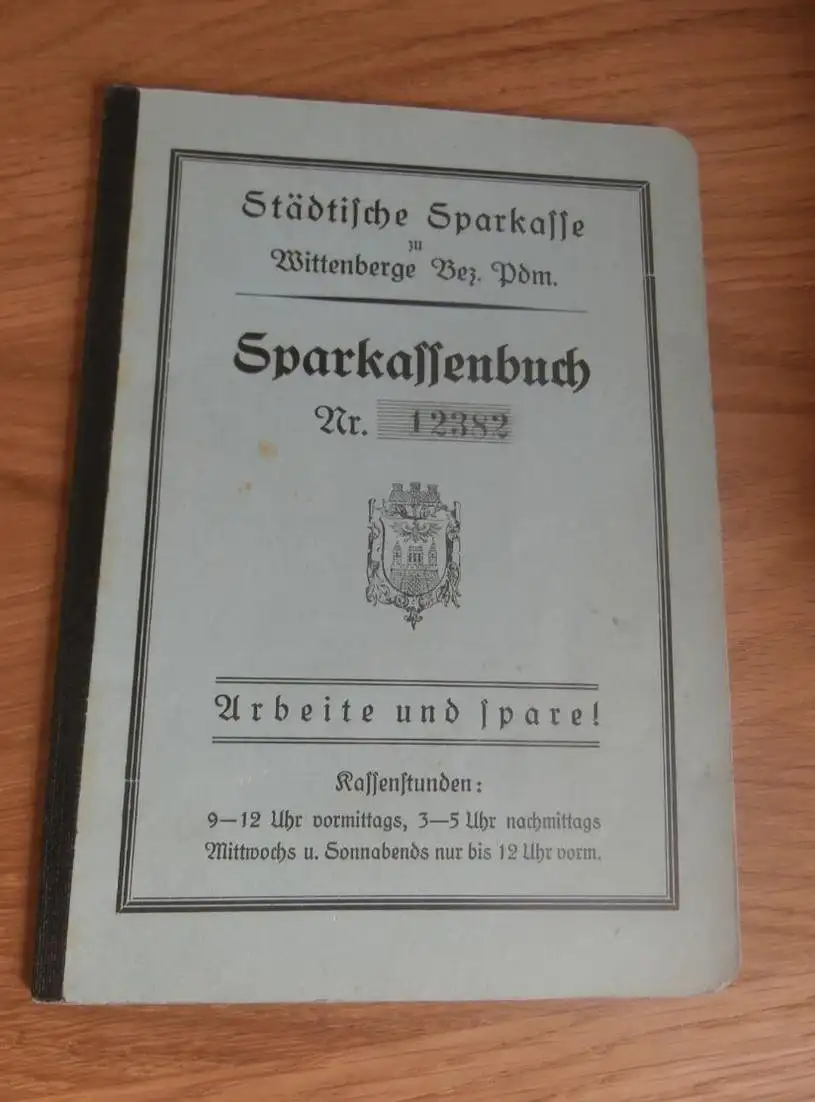 Städtiſche Sparkaſſe
zu
Wittenberge Bez. Pdm.
Sparkaſſenbuch
Nr. 12382
Arbeite und ſpare!
Kaſſenſtunden:
9—12 Uhr vormittags, 3—5 Uhr nachmittags
Mittwochs u. Sonnabends nur bis 12 Uhr vorm.